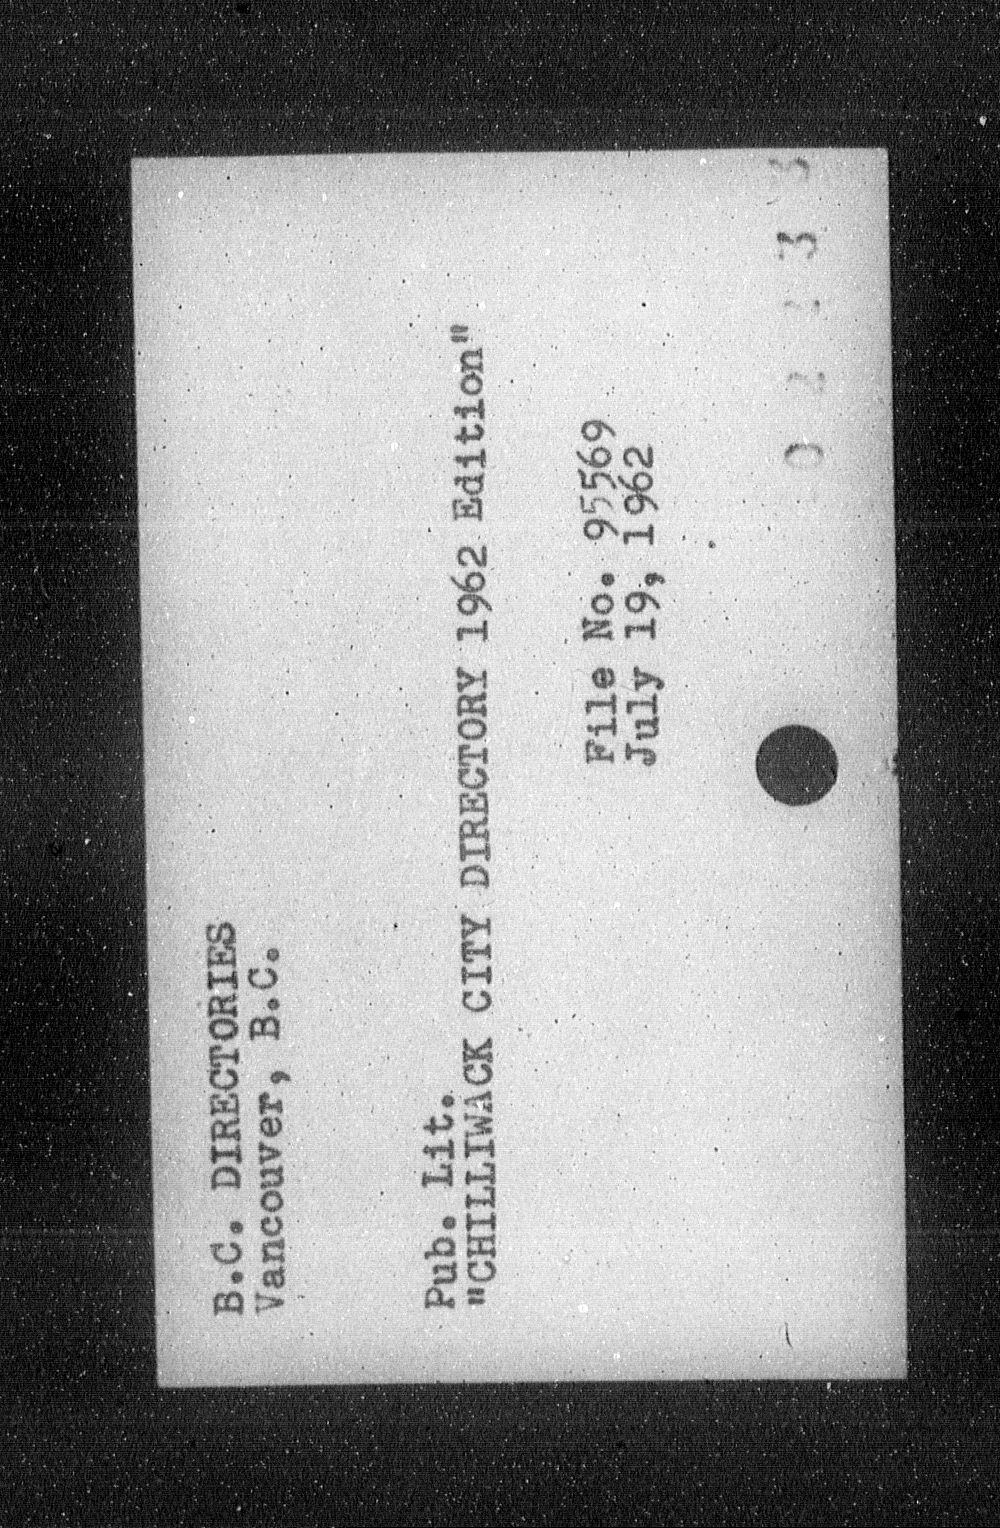 B.C. DIRECTORIES
Vancouver, B.C.
Pub. Lit.
"CHILLIWACK CITY DIRECTORY 1962 Edition"
File No. 95569
July 19, 1962